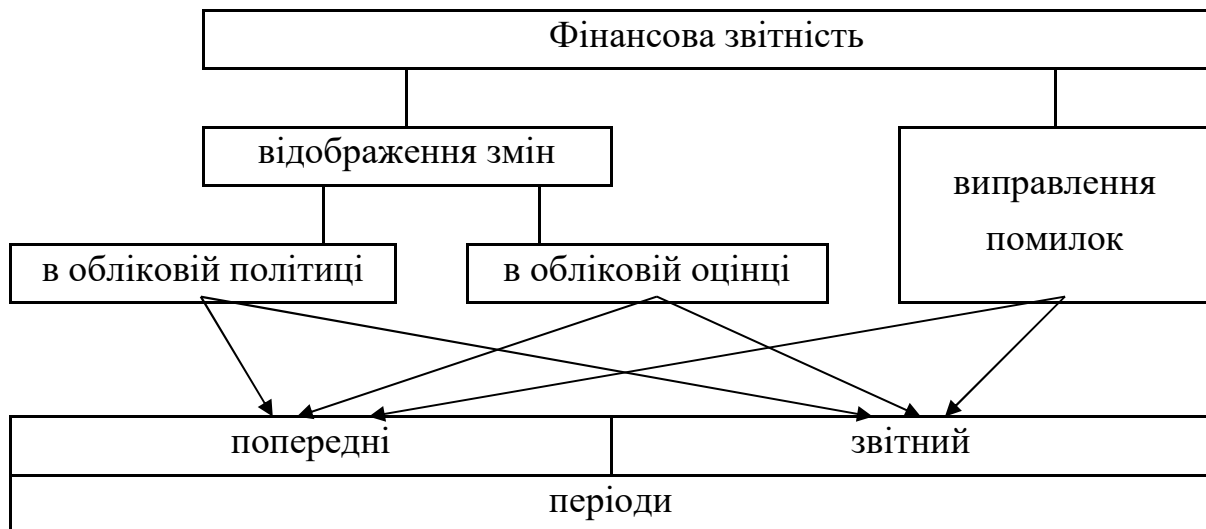 Фінансова звітність
відображення змін
виправлення
помилок
в обліковій політиці
в обліковій оцінці
попередні
звітний
періоди